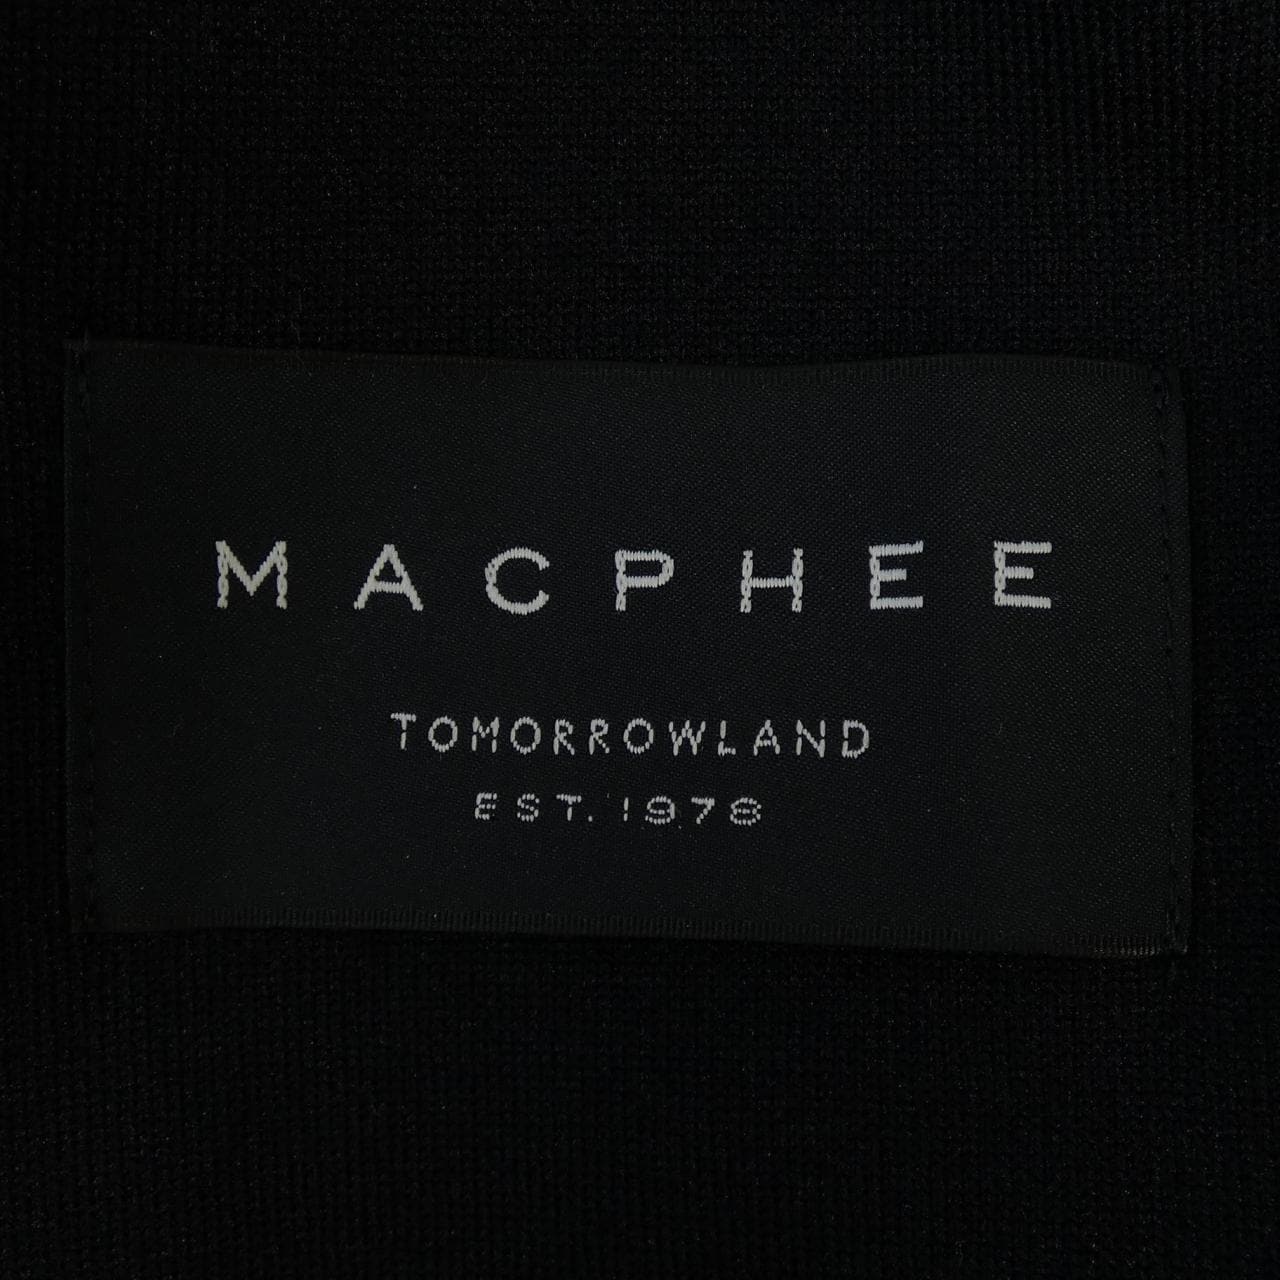 MACPHEE
TOMORROWLAND
EST. 1978